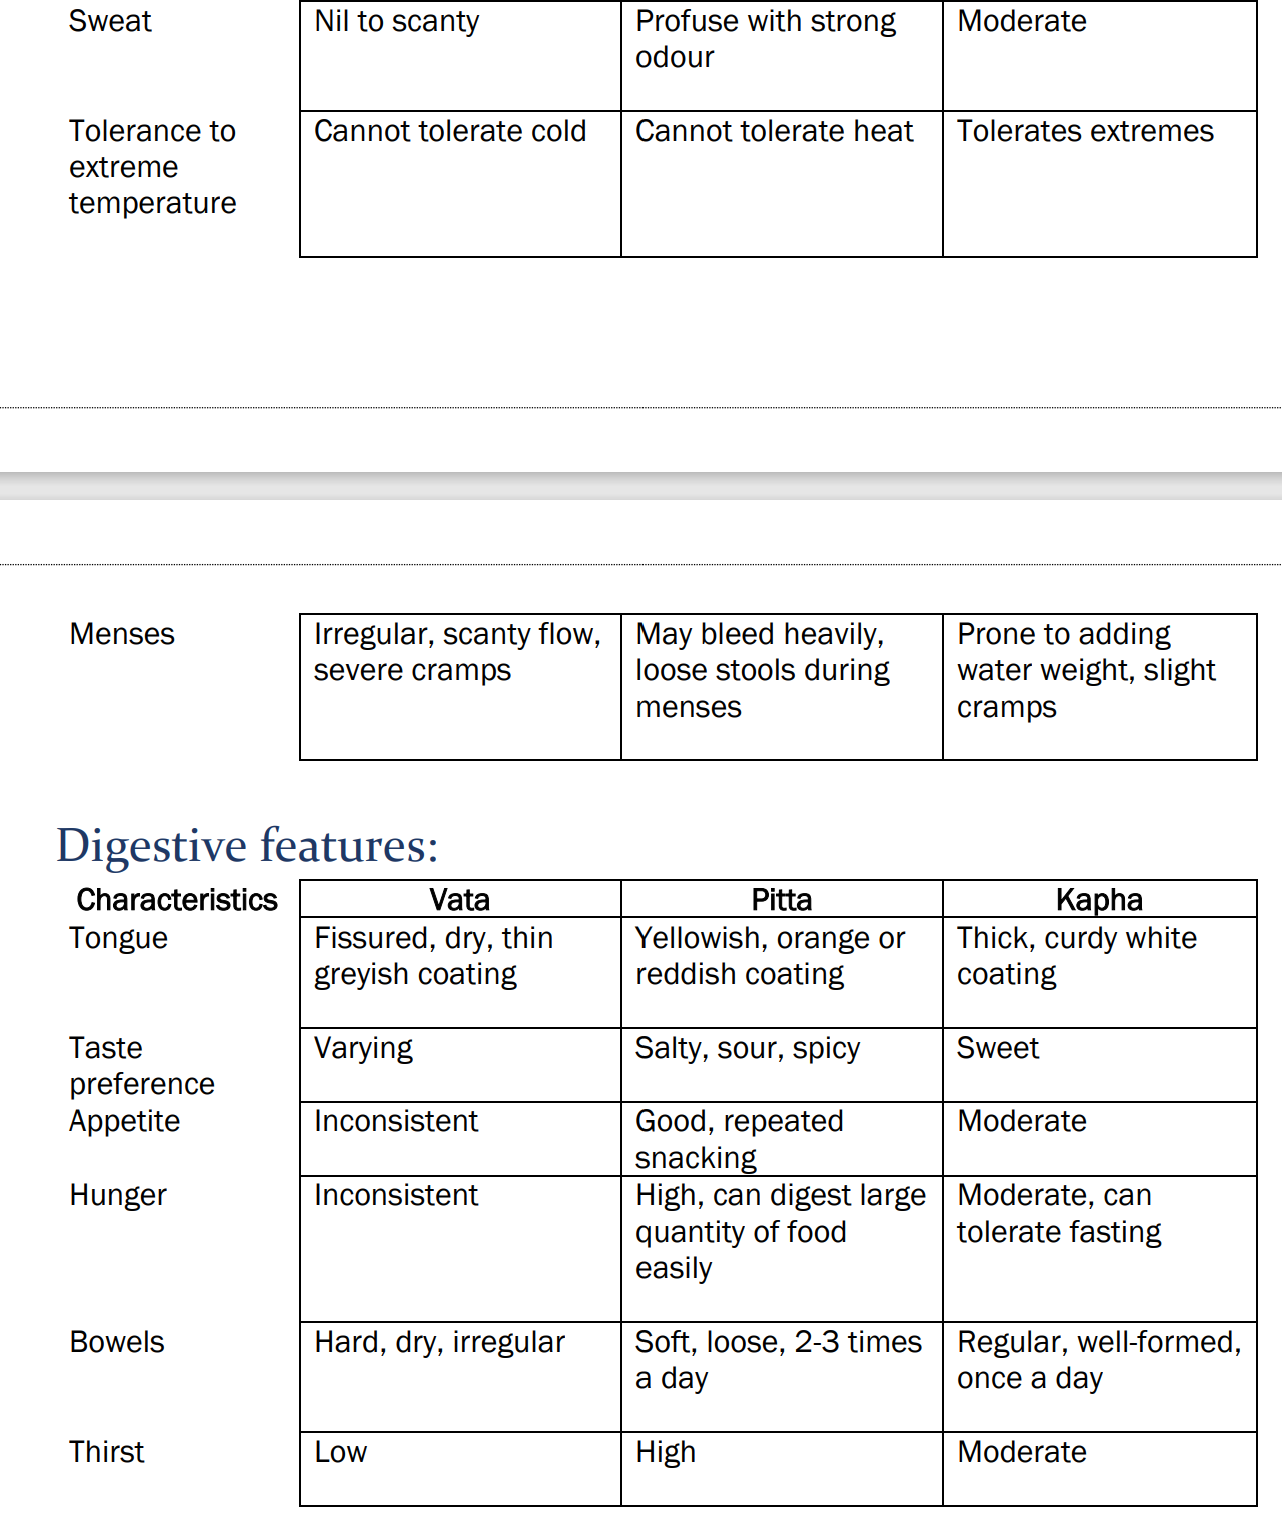 Sweat Nil to scanty Profuse with strong Moderate
odour
Tolerance to Cannot tolerate cold Cannot tolerate heat Tolerates extremes
extreme
temperature
Menses Irregular, scanty flow, May bleed heavily, Prone to adding
severe cramps loose stools during water weight, slight
menses cramps
Digestive features:
Characteristics Vata Pitta Kapha
Tongue Fissured, dry, thin Yellowish, orange or Thick, curdy white
greyish coating reddish coating coating
Taste Varying Salty, sour, spicy Sweet
preference
Appetite Inconsistent Good, repeated Moderate
snacking
Hunger Inconsistent High, can digest large Moderate, can
quantity of food tolerate fasting
easily
Bowels Hard, dry, irregular Soft, loose, 2-3 times Regular, well-formed,
a day once a day
Thirst Low High Moderate